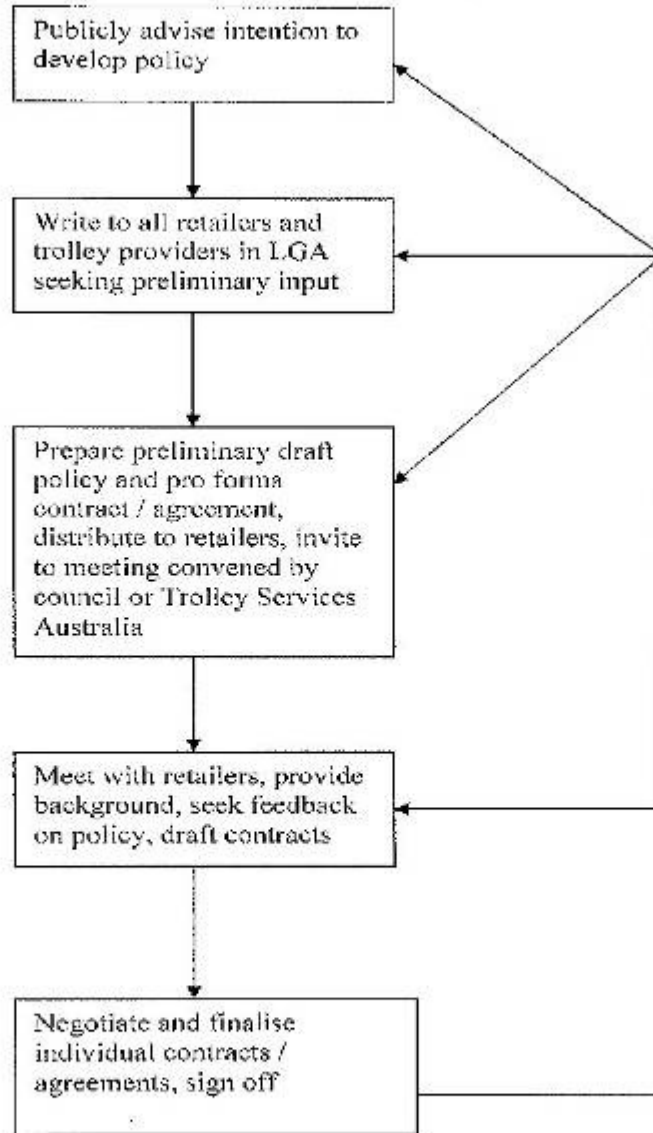 Publicly advise intention to
develop policy
Write to all retailers and
trolley providers in LGA
seeking preliminary input
Prepare preliminary draft
policy and pro forma
contract / agreement,
distribute to retailers, invite
to meeting convened by
council or Trolley Services
Australia
Meet with retailers, provide
background, seek feedback
on policy, draft contracts
Negotiate and finalise
individual contracts /
agreements, sign off